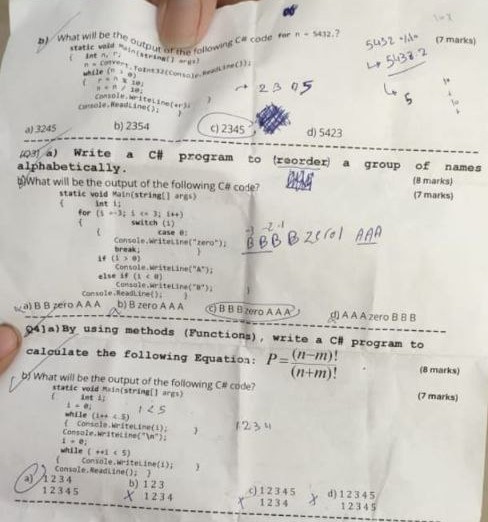 b) What will be the output of the following C# code for n = 5432.?
(7 marks)
static void Main(string[] args)
{ int n, r;
n = Convert.ToInt32(Console.ReadLine());
while (n > 0)
{ r = n % 10;
n = n / 10;
Console.WriteLine(+r); }
Console.ReadLine(); }
5432
5
→ 2345
a) 3245 b) 2354 c) 2345 d) 5423
Q3) a) Write a C# program to (reorder) a group of names
alphabetically.
(8 marks)
b) What will be the output of the following C# code?
(7 marks)
static void Main(string[] args)
{ int i;
for (i =-3; i <= 3; i++)
{ switch (i)
{ case 0:
Console.WriteLine("zero"); }
break;
if (i > 0)
Console.WriteLine("A");
else if (i < 0)
Console.WriteLine("B"); }
Console.ReadLine();
-3 -2 -1
B B B zero AAA
a) B B zero A A A b) B zero A A A c) B B B zero A A A d) A A A zero B B B
Q4) a) By using methods (Functions), write a C# program to
calculate the following Equation: P = (n-m)! / (n+m)!
(8 marks)
b) What will be the output of the following C# code?
(7 marks)
static void Main(string[] args)
{ int i;
i = 0;
1<5
while (i++ < 5)
{ Console.WriteLine(i); }
1234
Console.WriteLine("\n");
i = 0;
while ( ++i < 5)
{ Console.WriteLine(i); }
Console.ReadLine(); }
a) 1 2 3 4 b) 1 2 3 c) 1 2 3 4 5 d) 1 2 3 4 5
1 2 3 4 5 X 1 2 3 4 X 1 2 3 4 X 1 2 3 4 5